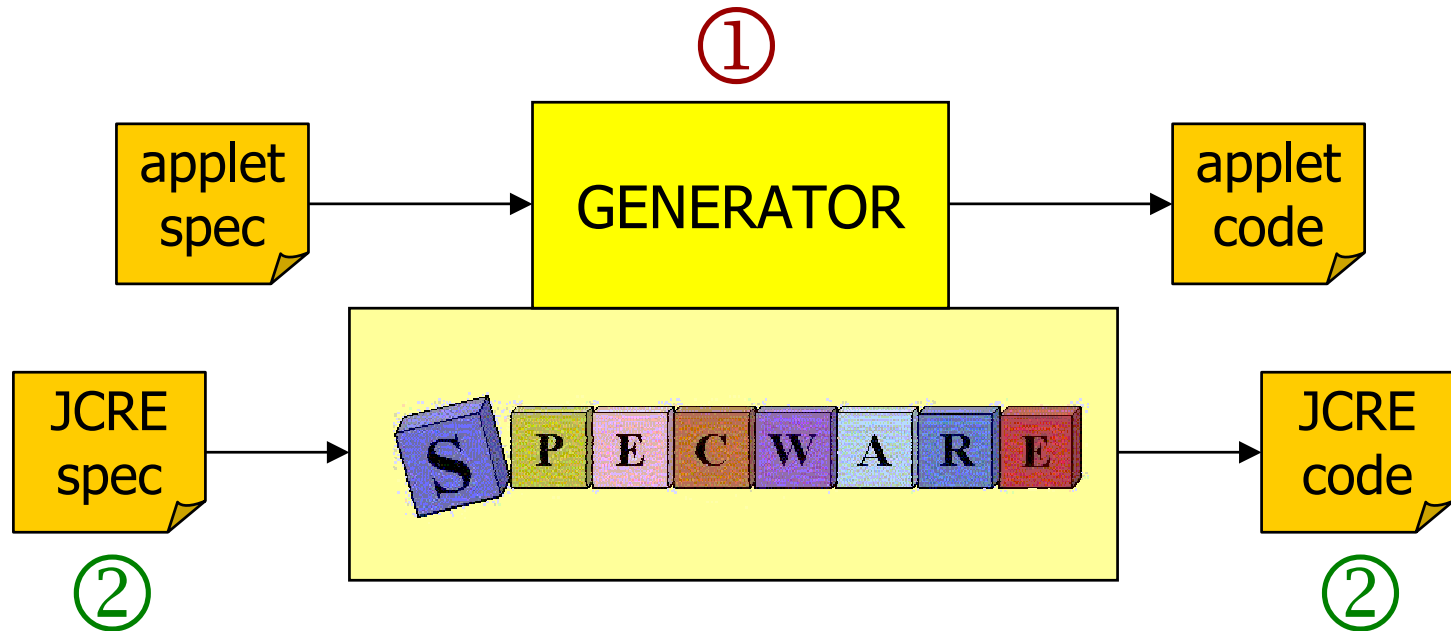 ①
applet
spec
GENERATOR
applet
code
JCRE
spec
SPECWARE
JCRE
code
②
②